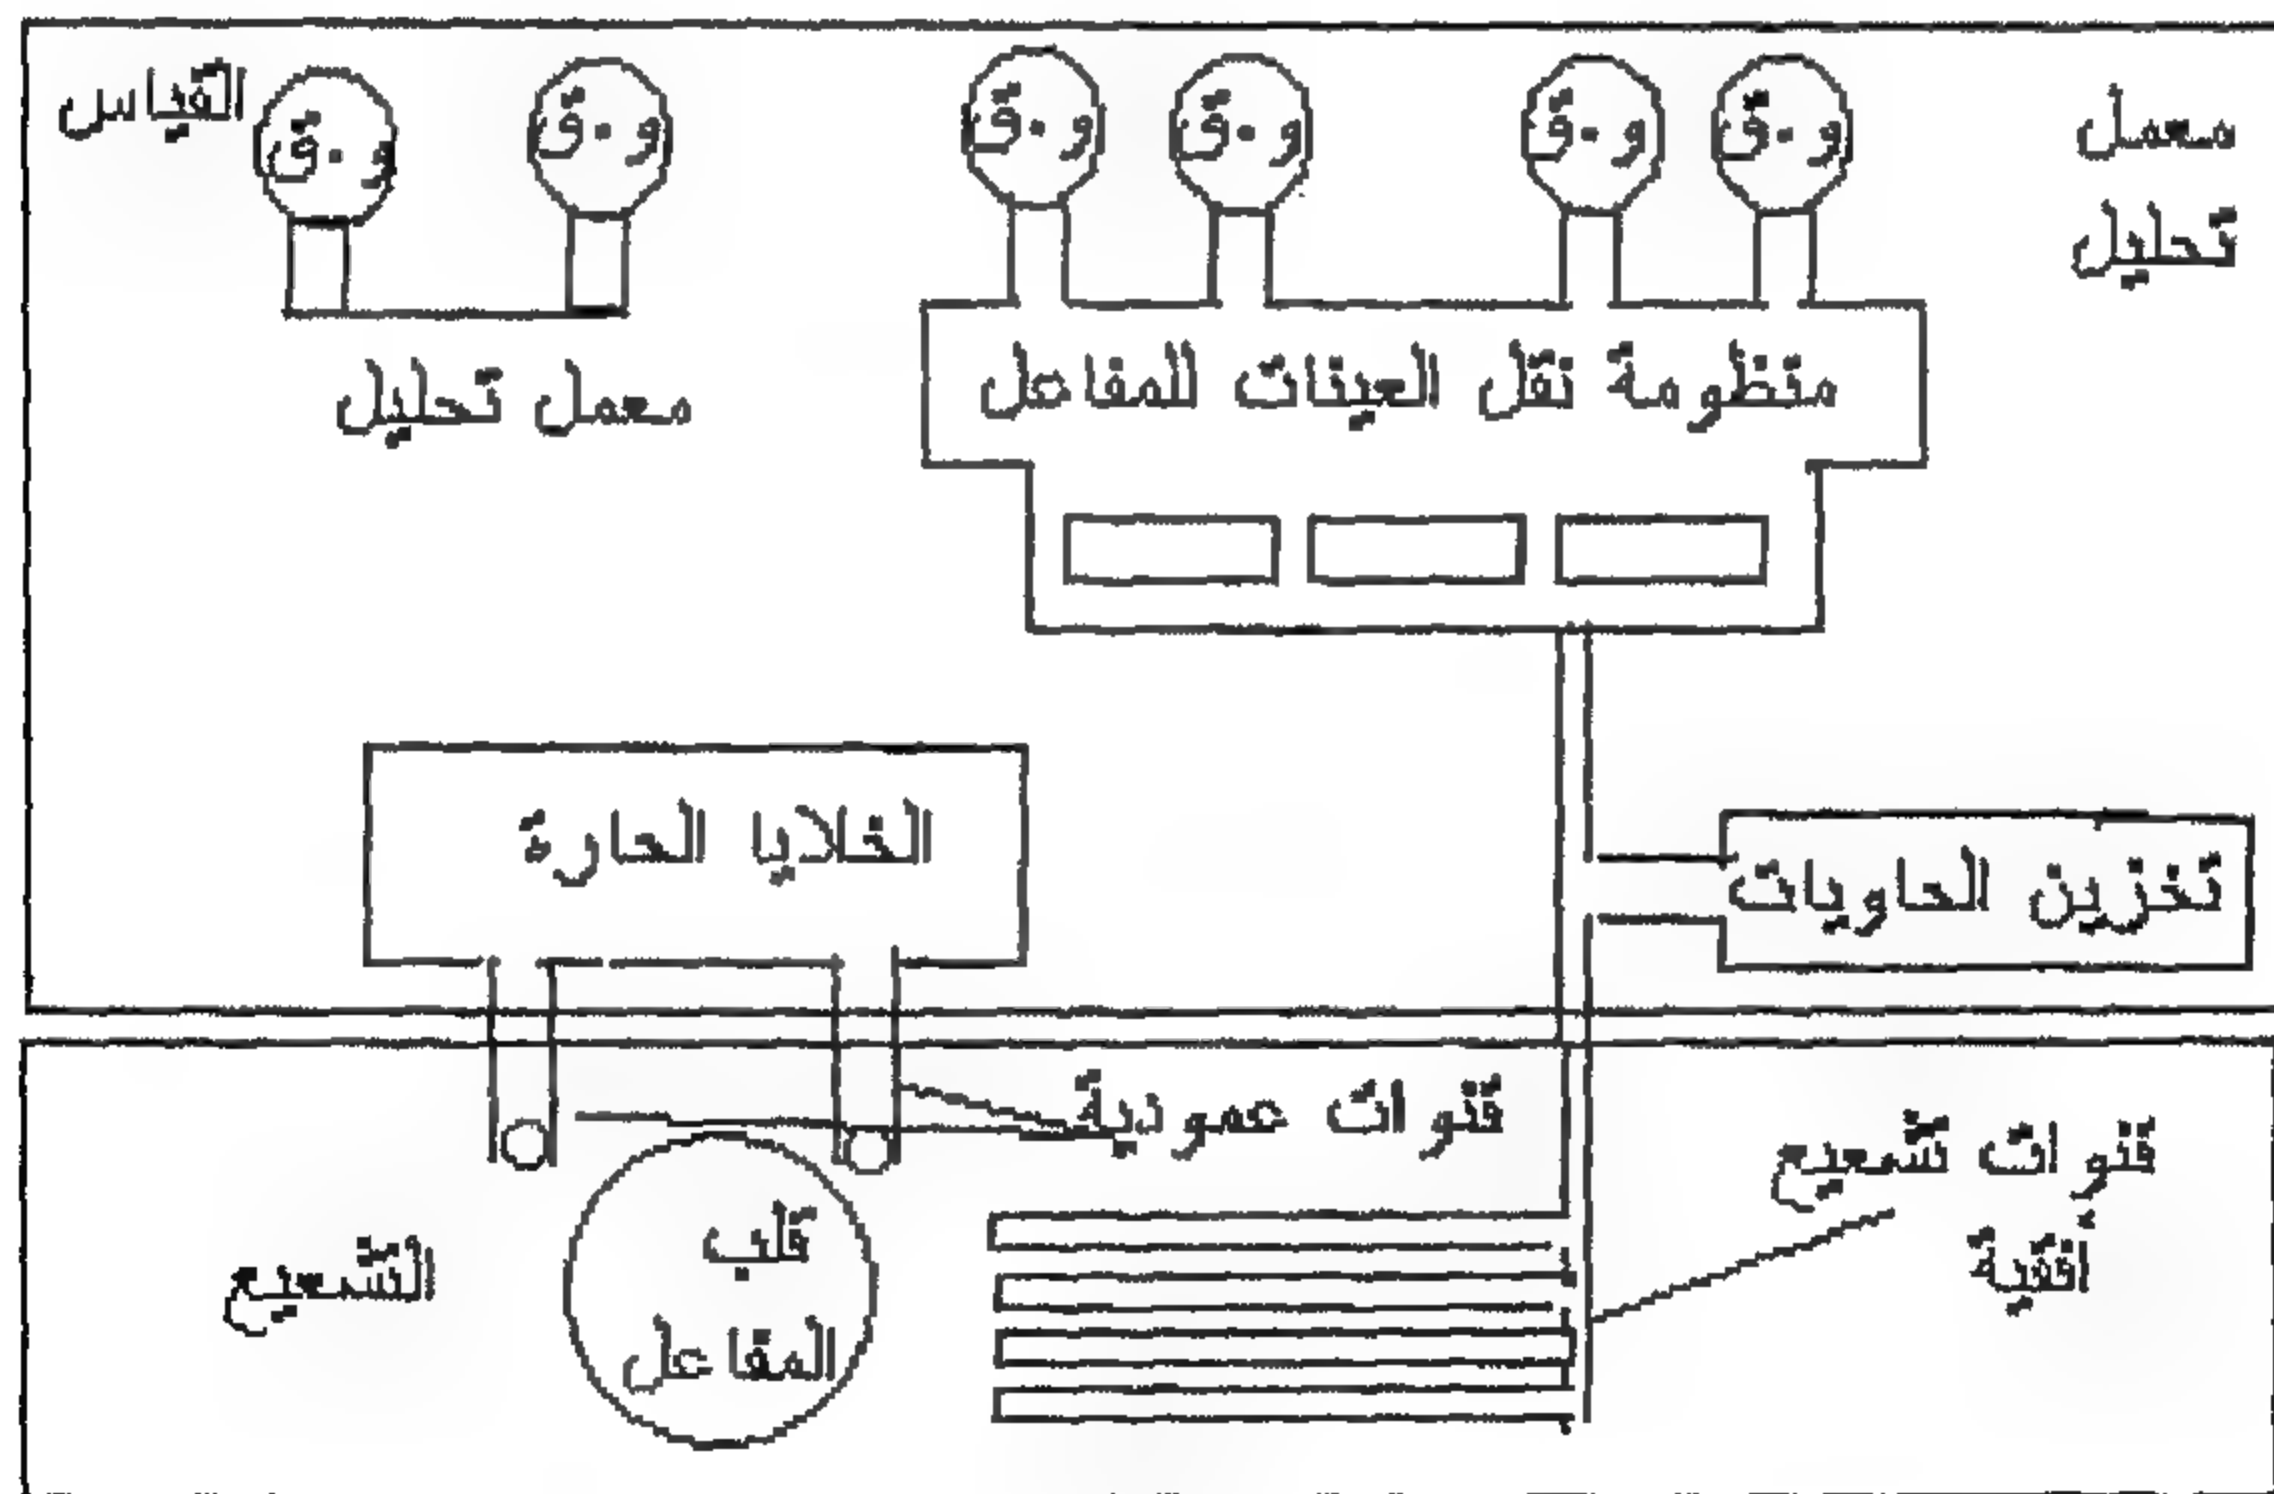 القياس
و.ق
و.ق
و.ق
و.ق
و.ق
و.ق
معمل
تحليل
منظومة نقل العينات للمفاعل
معمل تحليل
الخلايا الحارة
تخزين الحاويات
قنوات عمودية
قنوات تشعيع
أفقية
قلب
المفاعل
التشعيع